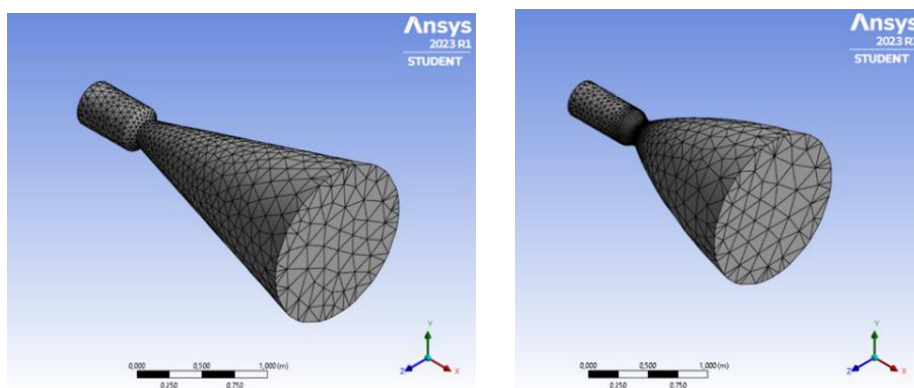 Ansys
2023 R1
STUDENT
0,000 0,500 1,000 (m)
0,250 0,750
Y
Z X
Ansys
2023 R1
STUDENT
0,000 0,500 1,000 (m)
0,250 0,750
Y
Z X